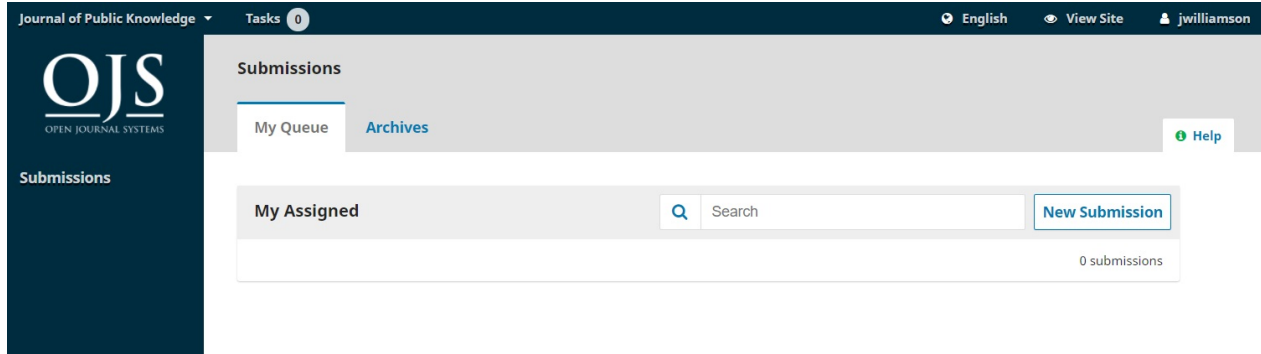 Journal of Public Knowledge Tasks 0 English View Site jwilliamson
OJS
OPEN JOURNAL SYSTEMS
Submissions
Submissions
My Queue Archives
Help
My Assigned Search New Submission
0 submissions